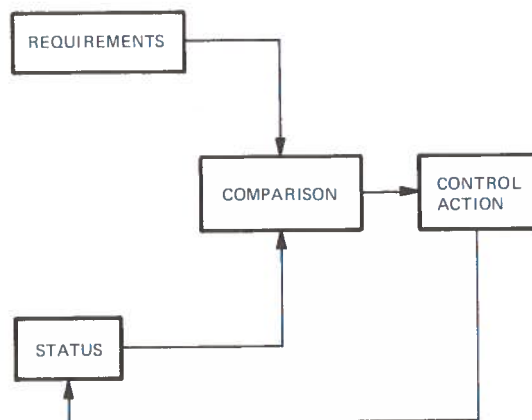 REQUIREMENTS
COMPARISON
CONTROL
ACTION
STATUS